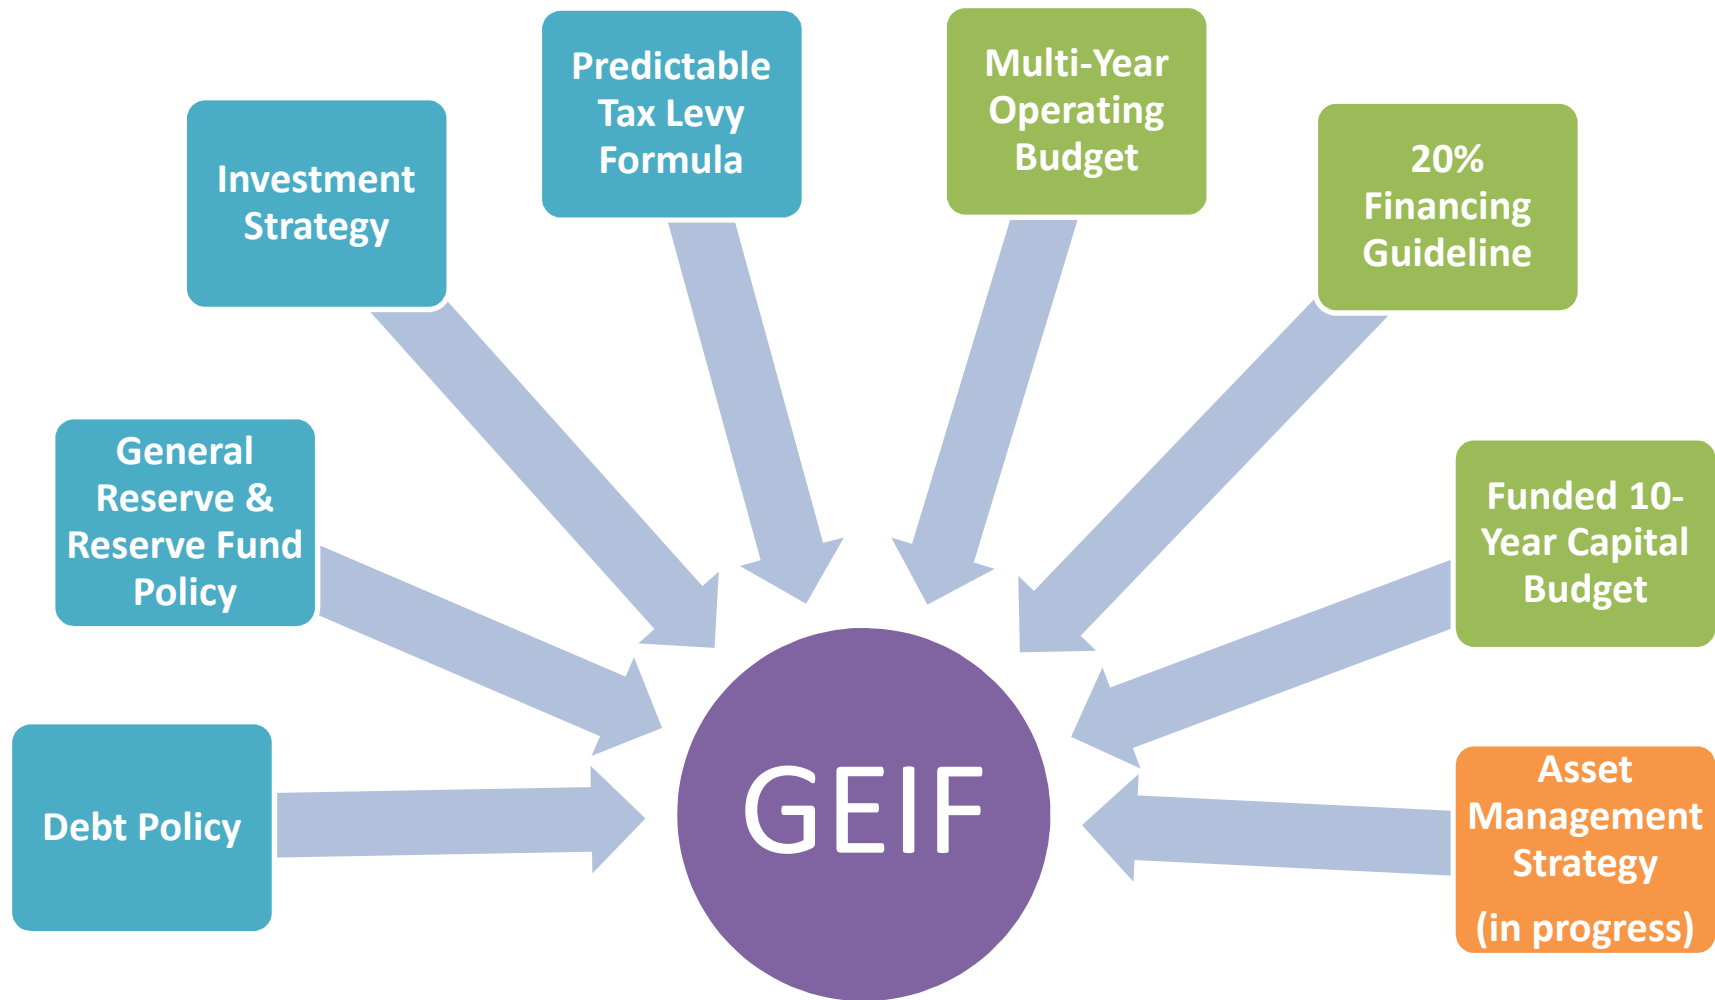 Predictable
Tax Levy
Formula
Multi-Year
Operating
Budget
Investment
Strategy
20%
Financing
Guideline
General
Reserve &
Reserve Fund
Policy
Funded 10-
Year Capital
Budget
Debt Policy
GEIF
Asset
Management
Strategy
(in progress)